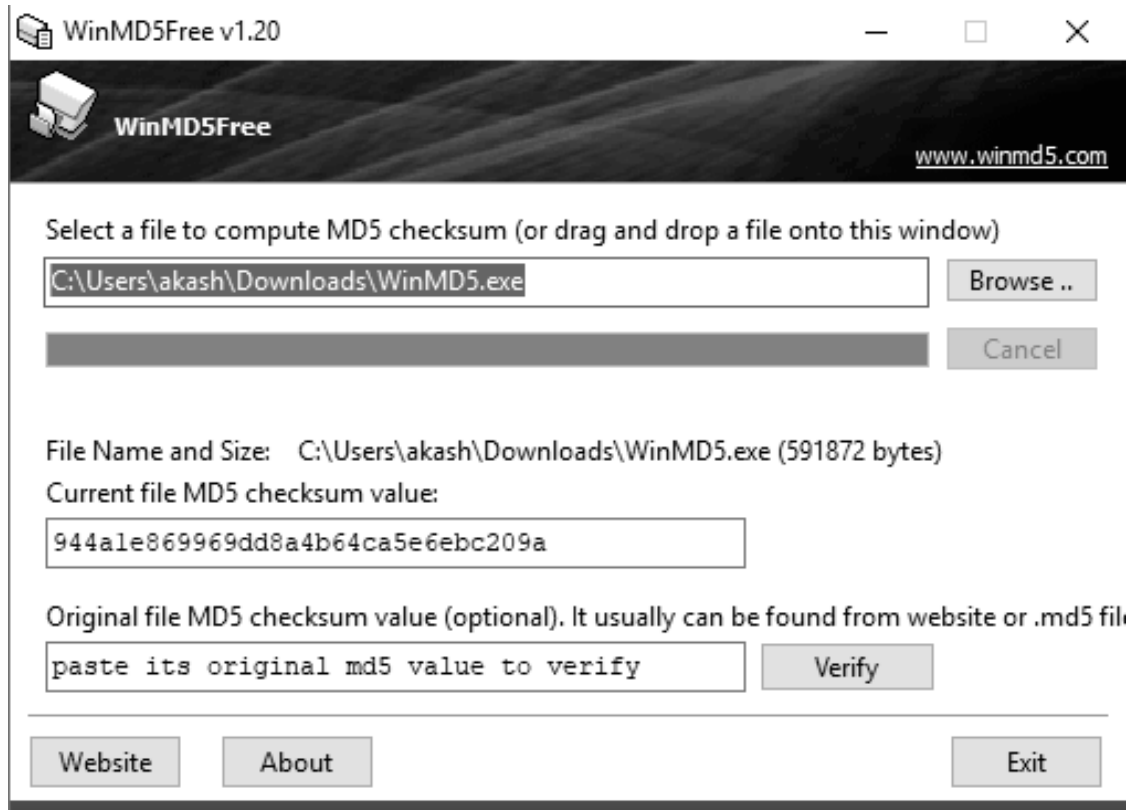 WinMD5Free v1.20
WinMD5Free
www.winmd5.com
Select a file to compute MD5 checksum (or drag and drop a file onto this window)
C:\Users\akash\Downloads\WinMD5.exe
Browse ..
Cancel
File Name and Size: C:\Users\akash\Downloads\WinMD5.exe (591872 bytes)
Current file MD5 checksum value:
944a1e869969dd8a4b64ca5e6ebc209a
Original file MD5 checksum value (optional). It usually can be found from website or .md5 file
paste its original md5 value to verify
Verify
Website
About
Exit